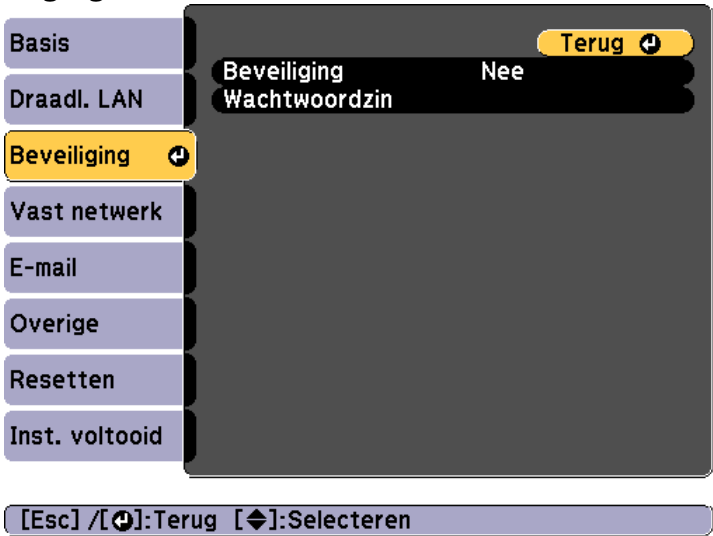 Basis
Draadl. LAN
Beveiliging
Vast netwerk
E-mail
Overige
Resetten
Inst. voltooid
Terug
Beveiliging Nee
Wachtwoordzin
[Esc] /[↵]:Terug [◆]:Selecteren